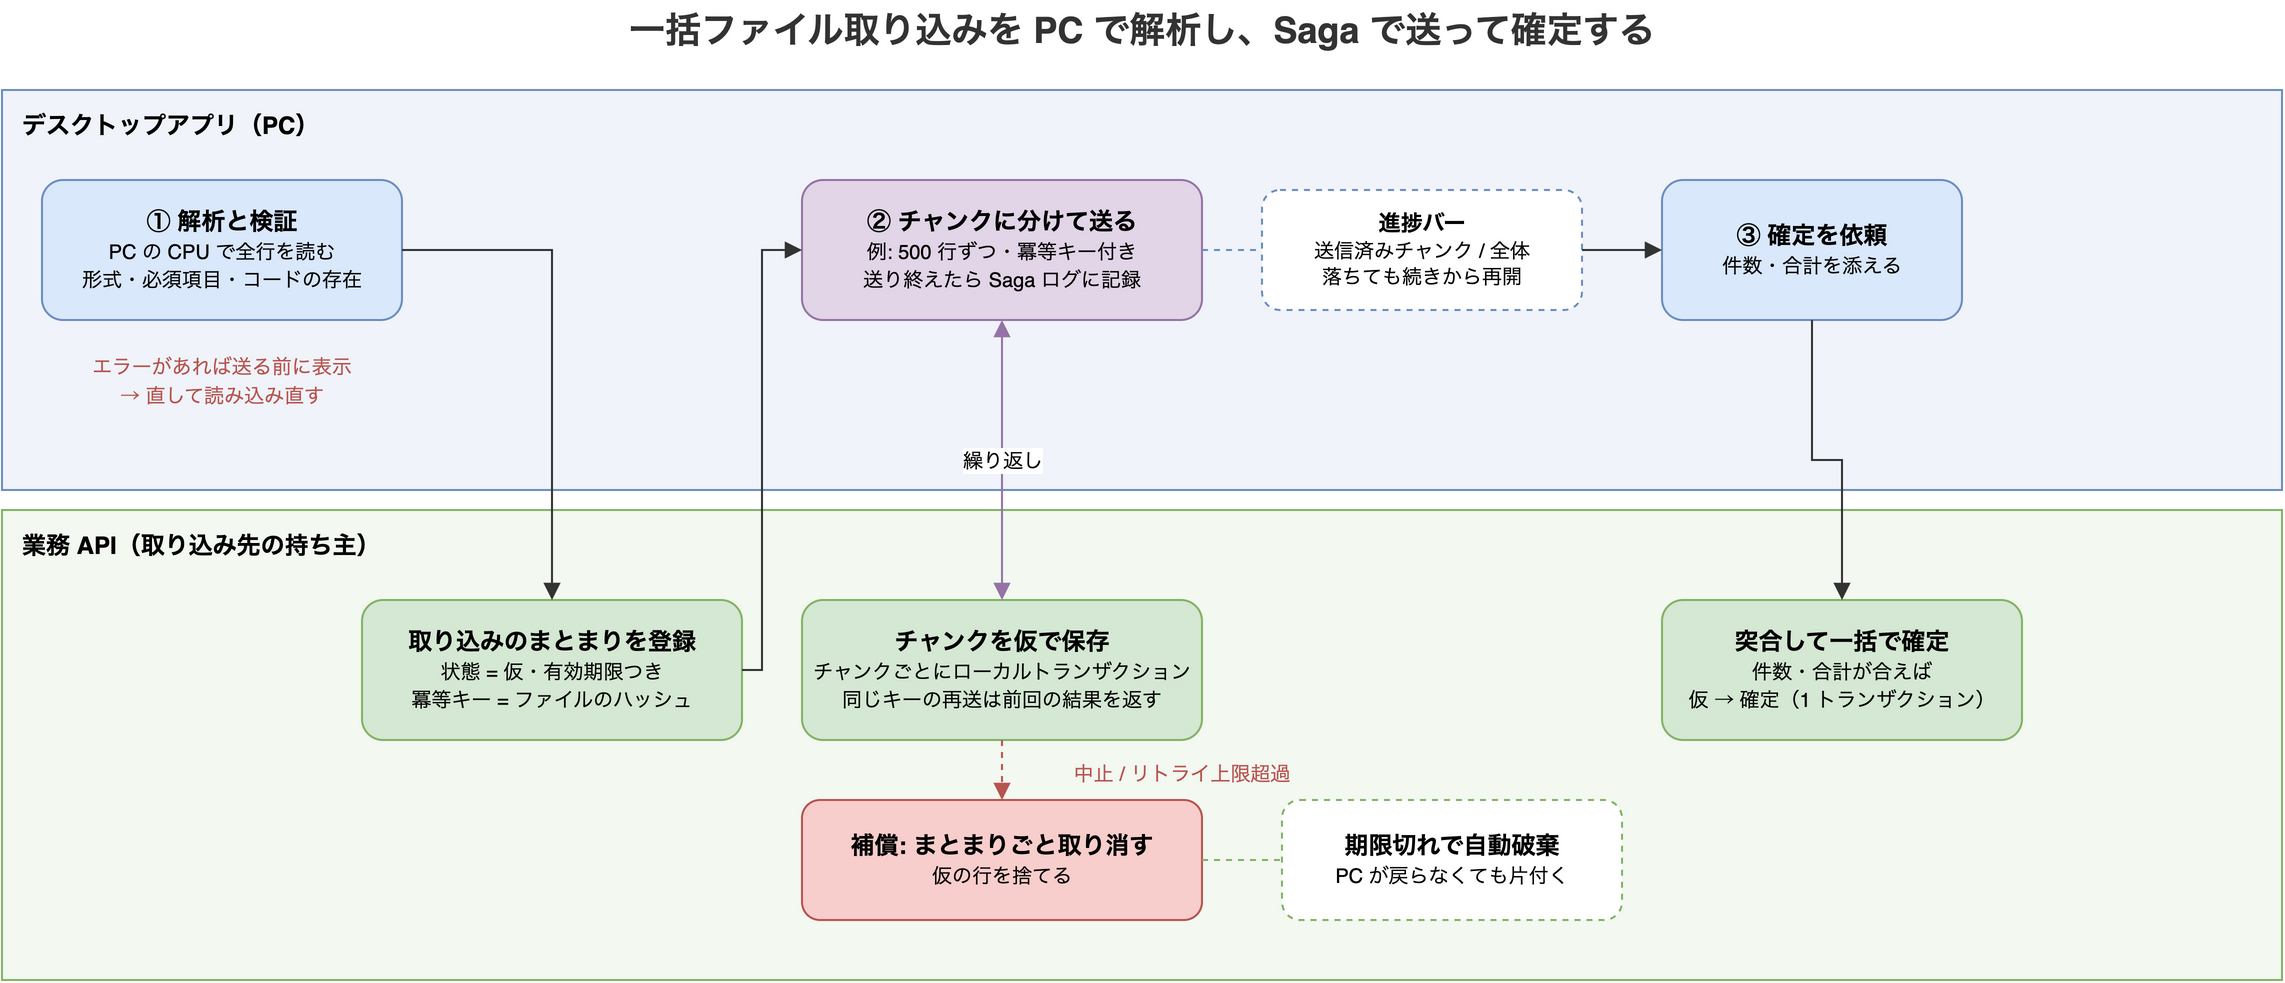 一括ファイル取り込みを PC で解析し、Saga で送って確定する
デスクトップアプリ（PC）
① 解析と検証
PC の CPU で全行を読む
形式・必須項目・コードの存在
エラーがあれば送る前に表示
→ 直して読み込み直す
② チャンクに分けて送る
例: 500 行ずつ・冪等キー付き
送り終えたら Saga ログに記録
進捗バー
送信済みチャンク / 全体
落ちても続きから再開
③ 確定を依頼
件数・合計を添える
繰り返し
業務 API（取り込み先の持ち主）
取り込みのまとまりを登録
状態 = 仮・有効期限つき
冪等キー = ファイルのハッシュ
チャンクを仮で保存
チャンクごとにローカルトランザクション
同じキーの再送は前回の結果を返す
突合して一括で確定
件数・合計が合えば
仮 → 確定（1 トランザクション）
中止 / リトライ上限超過
補償: まとまりごと取り消す
仮の行を捨てる
期限切れで自動破棄
PC が戻らなくても片付く